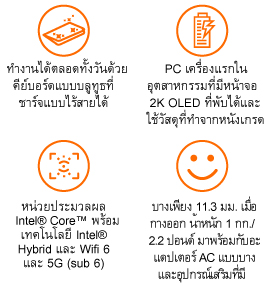 ทำงานได้ตลอดทั้งวันด้วย
คีย์บอร์ดแบบบลูทูธที่
ชาร์จแบบไร้สายได้
PC เครื่องแรกใน
อุตสาหกรรมที่มีหน้าจอ
2K OLED ที่พับได้และ
ใช้วัสดุที่ทำจากหนังเกรด
หน่วยประมวลผล
Intel® Core™ พร้อม
เทคโนโลยี Intel®
Hybrid และ Wifi 6
และ 5G (sub 6)
บางเพียง 11.3 มม. เมื่อ
กางออก น้ำหนัก 1 กก./
2.2 ปอนด์ มาพร้อมกับอะ
แดปเตอร์ AC แบบบาง
และอุปกรณ์เสริมที่มี